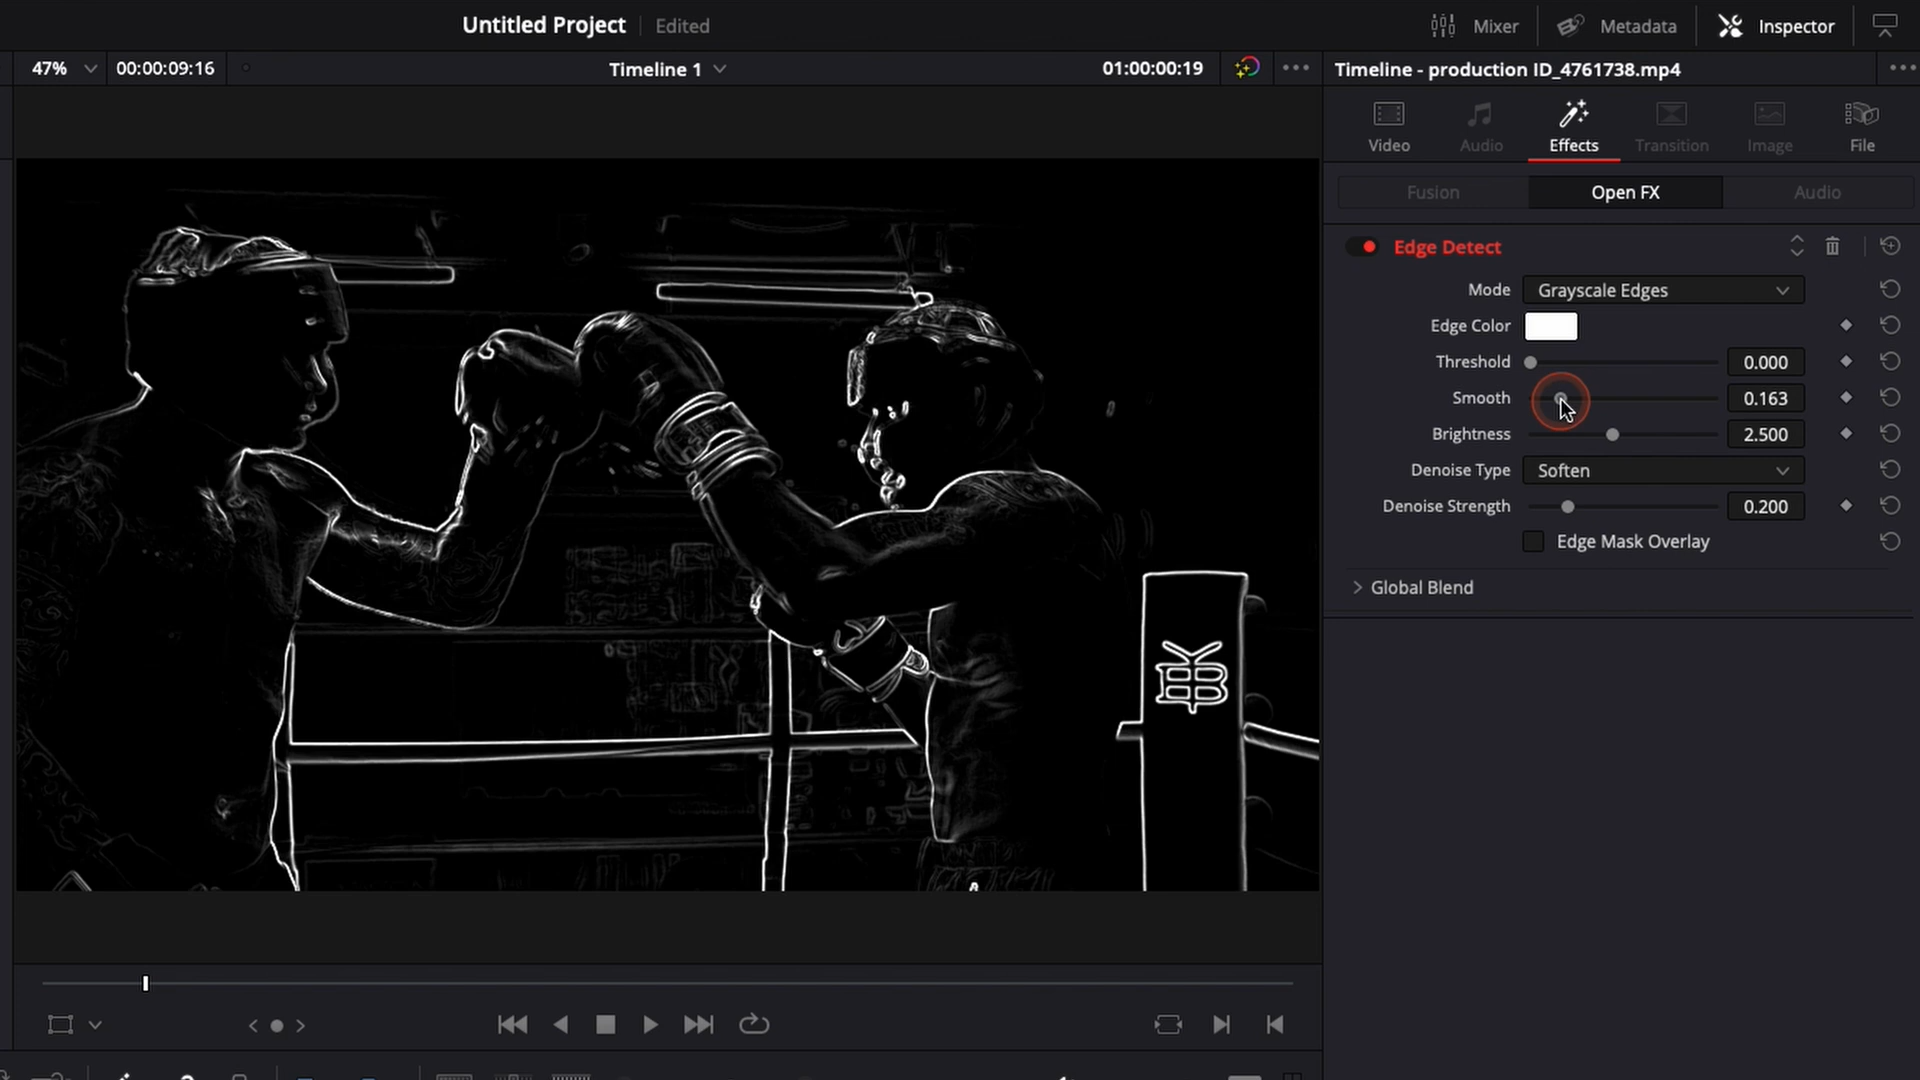 Untitled Project
Edited
Mixer
Metadata
Inspector
47%
00:00:09:16
Timeline 1
01:00:00:19
Timeline - production ID_4761738.mp4
Video
Audio
Effects
Transition
Image
File
Fusion
Open FX
Audio
Edge Detect
Mode
Grayscale Edges
Edge Color
Threshold
0.000
Smooth
0.163
Brightness
2.500
Denoise Type
Soften
Denoise Strength
0.200
Edge Mask Overlay
Global Blend